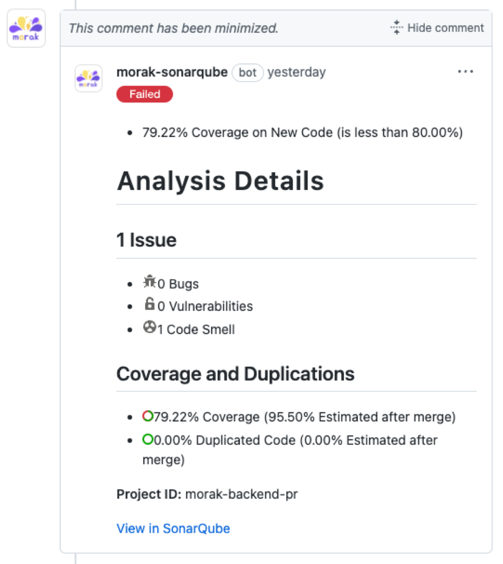 morak
This comment has been minimized.
Hide comment
morak
morak-sonarqube bot yesterday
Failed
79.22% Coverage on New Code (is less than 80.00%)
Analysis Details
1 Issue
0 Bugs
0 Vulnerabilities
1 Code Smell
Coverage and Duplications
79.22% Coverage (95.50% Estimated after merge)
0.00% Duplicated Code (0.00% Estimated after
merge)
Project ID: morak-backend-pr
View in SonarQube